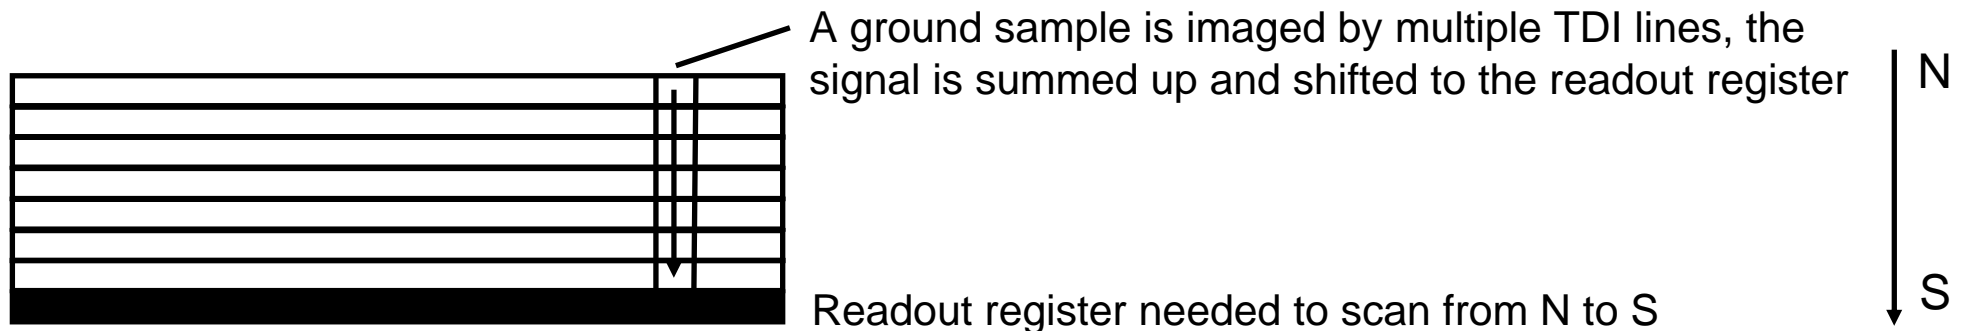 A ground sample is imaged by multiple TDI lines, the
signal is summed up and shifted to the readout register
N
S
Readout register needed to scan from N to S